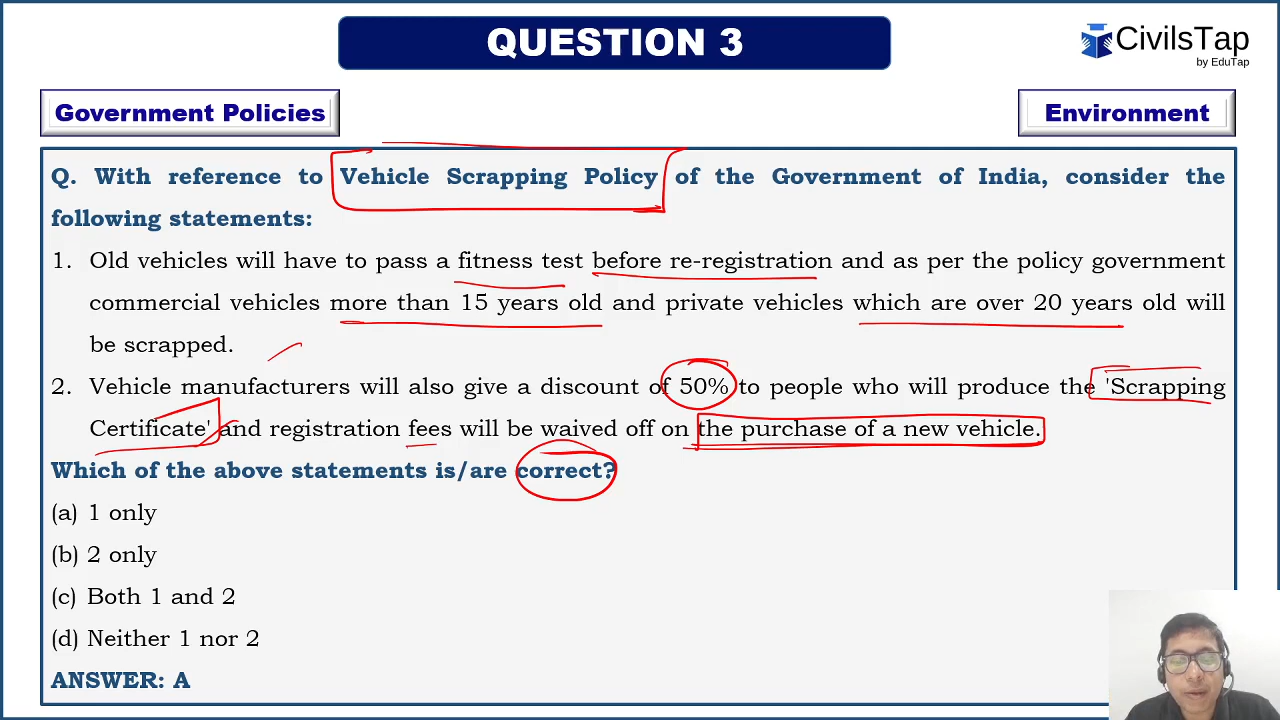 QUESTION 3
CivilsTap
by EduTap
Government Policies
Environment
Q. With reference to Vehicle Scrapping Policy of the Government of India, consider the
following statements:
1. Old vehicles will have to pass a fitness test before re-registration and as per the policy government
commercial vehicles more than 15 years old and private vehicles which are over 20 years old will
be scrapped.
2. Vehicle manufacturers will also give a discount of 50% to people who will produce the 'Scrapping
Certificate' and registration fees will be waived off on the purchase of a new vehicle.
Which of the above statements is/are correct?
(a) 1 only
(b) 2 only
(c) Both 1 and 2
(d) Neither 1 nor 2
ANSWER: A